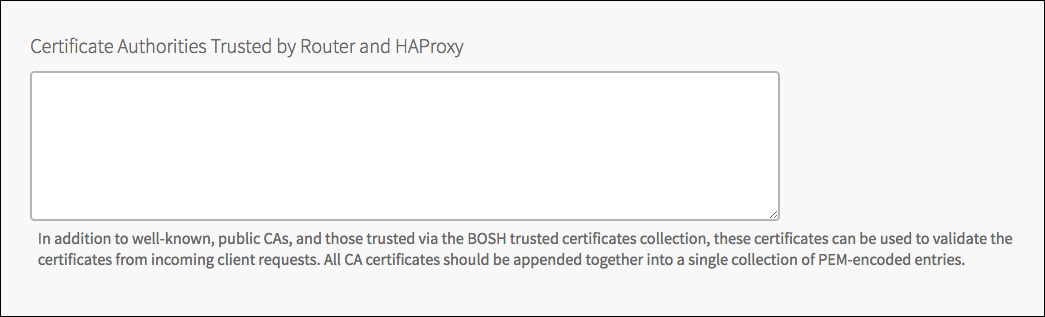 Certificate Authorities Trusted by Router and HAProxy
In addition to well-known, public CAs, and those trusted via the BOSH trusted certificates collection, these certificates can be used to validate the
certificates from incoming client requests. All CA certificates should be appended together into a single collection of PEM-encoded entries.